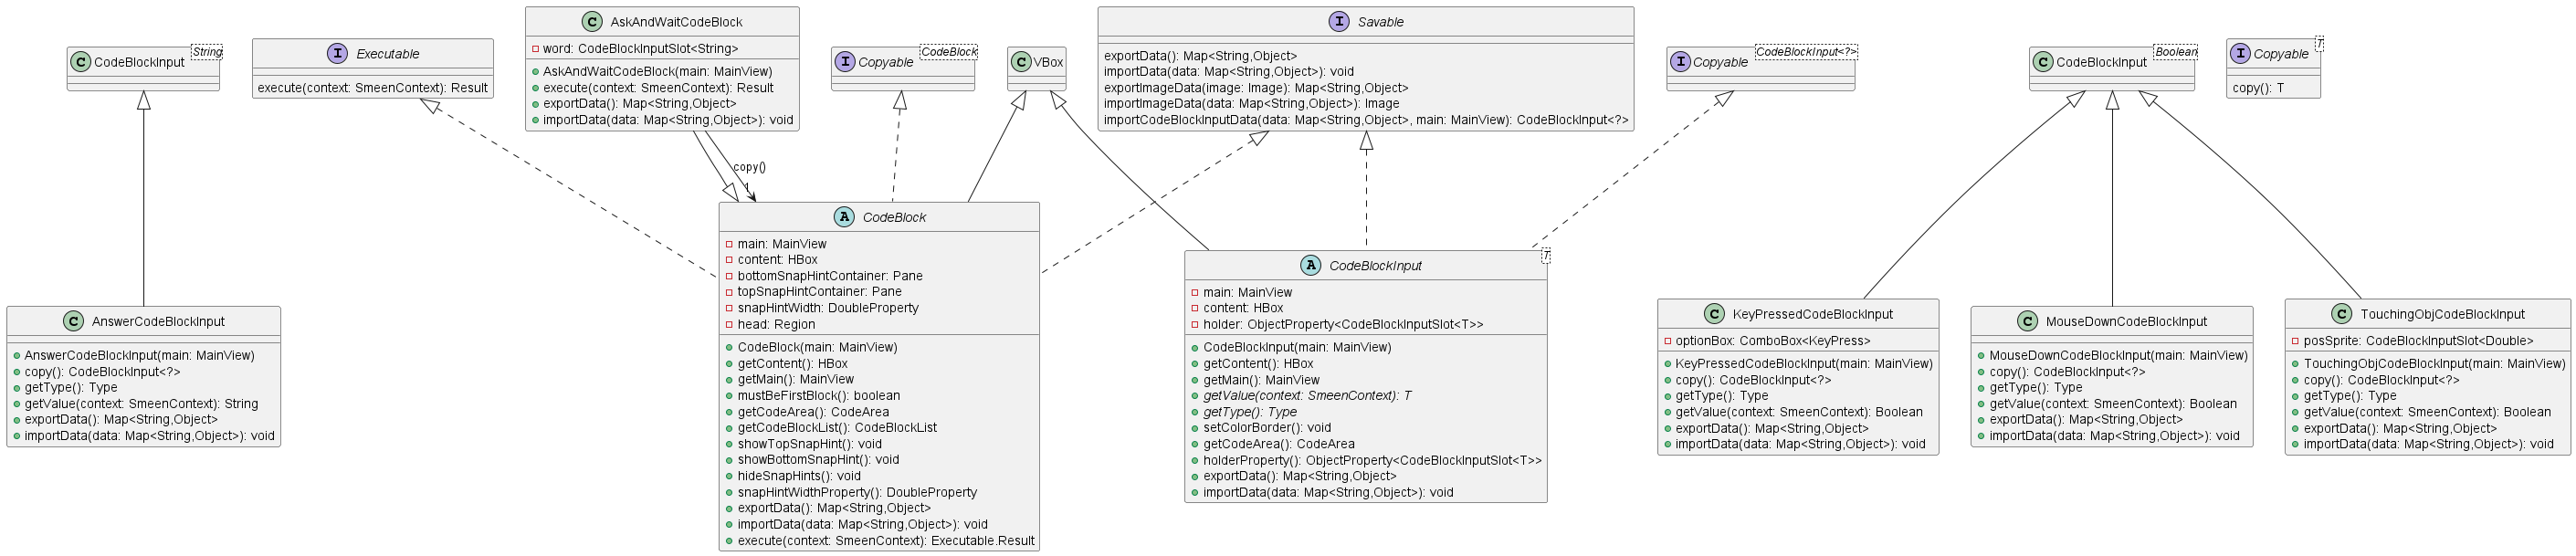 C CodeBlockInput String
I Executable
execute(context: SmeenContext): Result
C AskAndWaitCodeBlock
word: CodeBlockInputSlot<String>
AskAndWaitCodeBlock(main: MainView)
execute(context: SmeenContext): Result
exportData(): Map<String,Object>
importData(data: Map<String,Object>): void
I Copyable CodeBlock
C VBox
I Savable
exportData(): Map<String,Object>
importData(data: Map<String,Object>): void
exportImageData(image: Image): Map<String,Object>
importImageData(data: Map<String,Object>): Image
importCodeBlockInputData(data: Map<String,Object>, main: MainView): CodeBlockInput<?>
I Copyable CodeBlockInput<?>
C CodeBlockInput Boolean
I Copyable T
copy(): T
copy()
1
C AnswerCodeBlockInput
AnswerCodeBlockInput(main: MainView)
copy(): CodeBlockInput<?>
getType(): Type
getValue(context: SmeenContext): String
exportData(): Map<String,Object>
importData(data: Map<String,Object>): void
A CodeBlock
main: MainView
content: HBox
bottomSnapHintContainer: Pane
topSnapHintContainer: Pane
snapHintWidth: DoubleProperty
head: Region
CodeBlock(main: MainView)
getContent(): HBox
getMain(): MainView
mustBeFirstBlock(): boolean
getCodeArea(): CodeArea
getCodeBlockList(): CodeBlockList
showTopSnapHint(): void
showBottomSnapHint(): void
hideSnapHints(): void
snapHintWidthProperty(): DoubleProperty
exportData(): Map<String,Object>
importData(data: Map<String,Object>): void
execute(context: SmeenContext): Executable.Result
A CodeBlockInput T
main: MainView
content: HBox
holder: ObjectProperty<CodeBlockInputSlot<T>>
CodeBlockInput(main: MainView)
getContent(): HBox
getMain(): MainView
getValue(context: SmeenContext): T
getType(): Type
setColorBorder(): void
getCodeArea(): CodeArea
holderProperty(): ObjectProperty<CodeBlockInputSlot<T>>
exportData(): Map<String,Object>
importData(data: Map<String,Object>): void
C KeyPressedCodeBlockInput
optionBox: ComboBox<KeyPress>
KeyPressedCodeBlockInput(main: MainView)
copy(): CodeBlockInput<?>
getType(): Type
getValue(context: SmeenContext): Boolean
exportData(): Map<String,Object>
importData(data: Map<String,Object>): void
C MouseDownCodeBlockInput
MouseDownCodeBlockInput(main: MainView)
copy(): CodeBlockInput<?>
getType(): Type
getValue(context: SmeenContext): Boolean
exportData(): Map<String,Object>
importData(data: Map<String,Object>): void
C TouchingObjCodeBlockInput
posSprite: CodeBlockInputSlot<Double>
TouchingObjCodeBlockInput(main: MainView)
copy(): CodeBlockInput<?>
getType(): Type
getValue(context: SmeenContext): Boolean
exportData(): Map<String,Object>
importData(data: Map<String,Object>): void